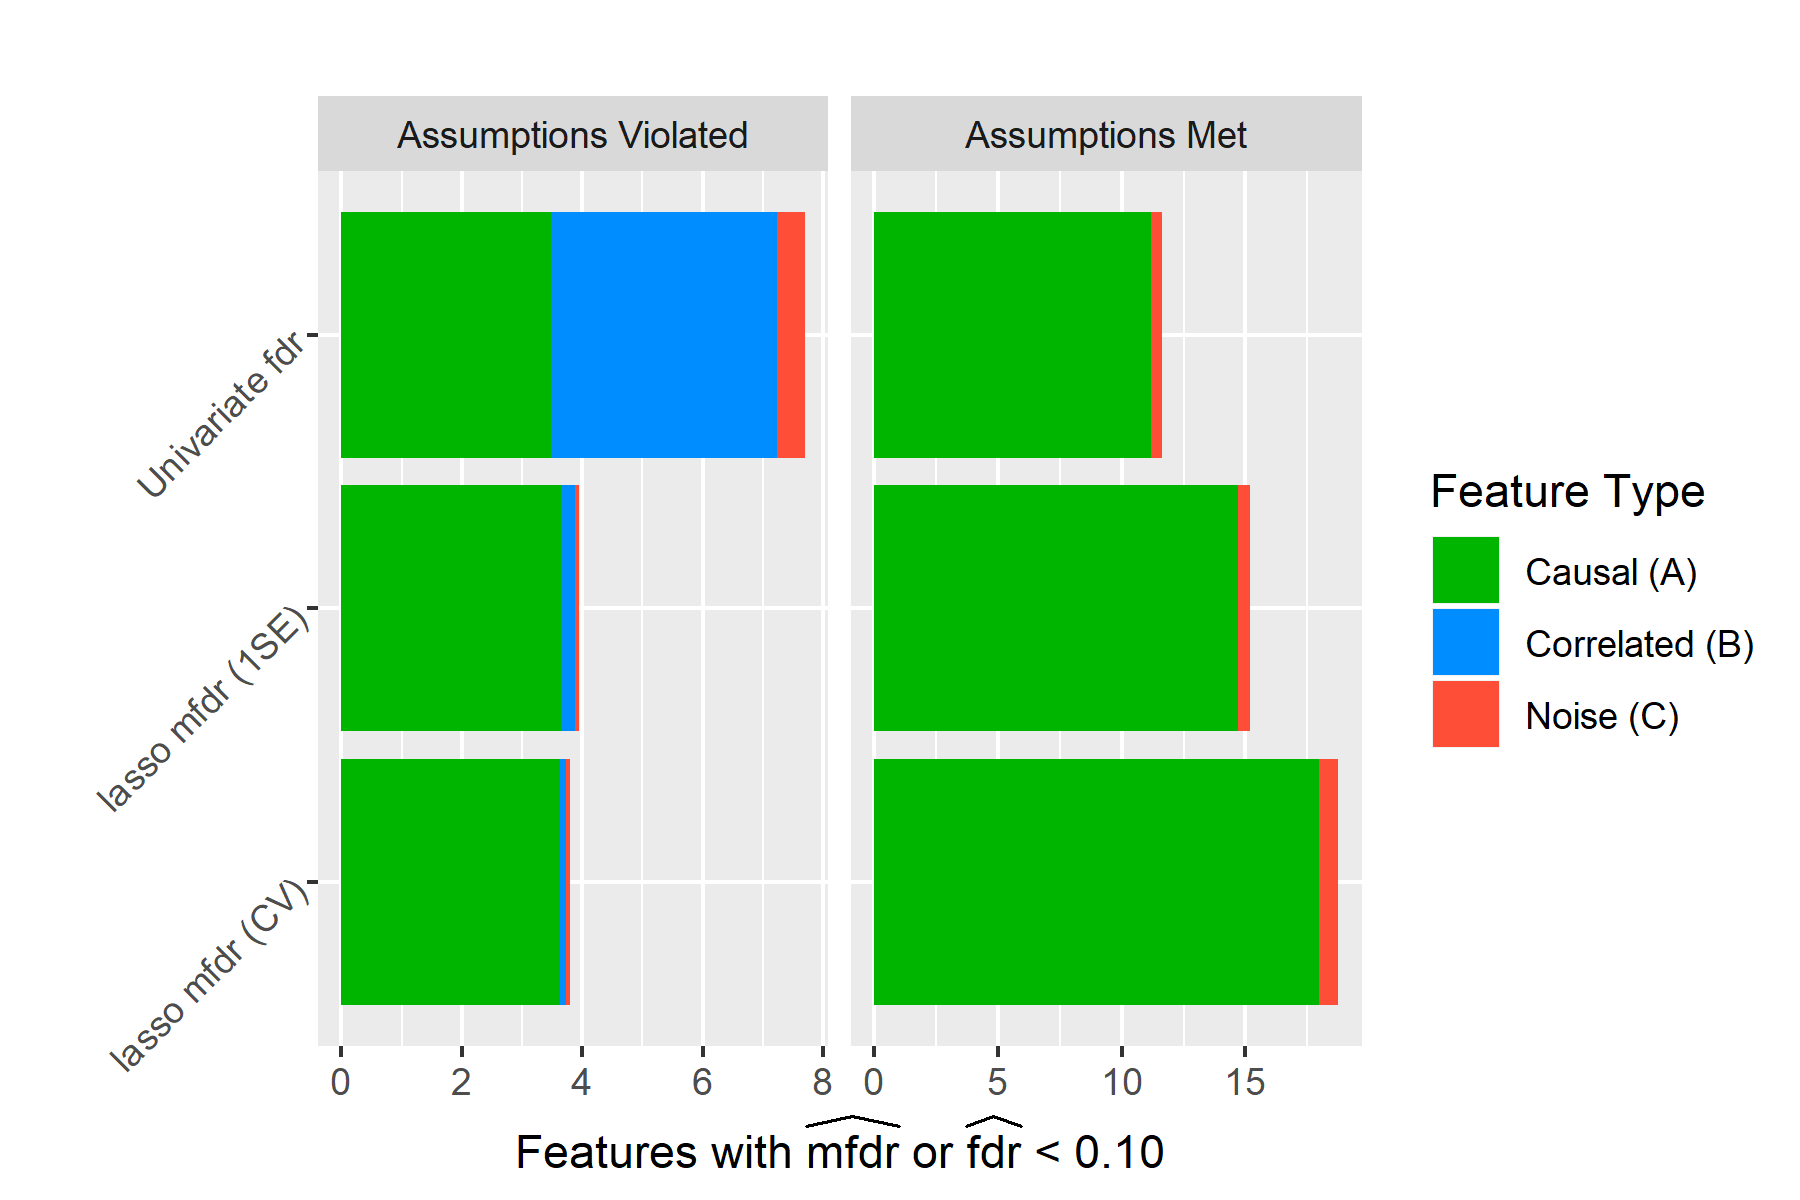 Assumptions Violated
Assumptions Met
Univariate fdr
lasso mfdr (1SE)
lasso mfdr (CV)
0 2 4 6 8
0 5 10 15
Features with m͡fdr or f͡dr < 0.10
Feature Type
Causal (A)
Correlated (B)
Noise (C)